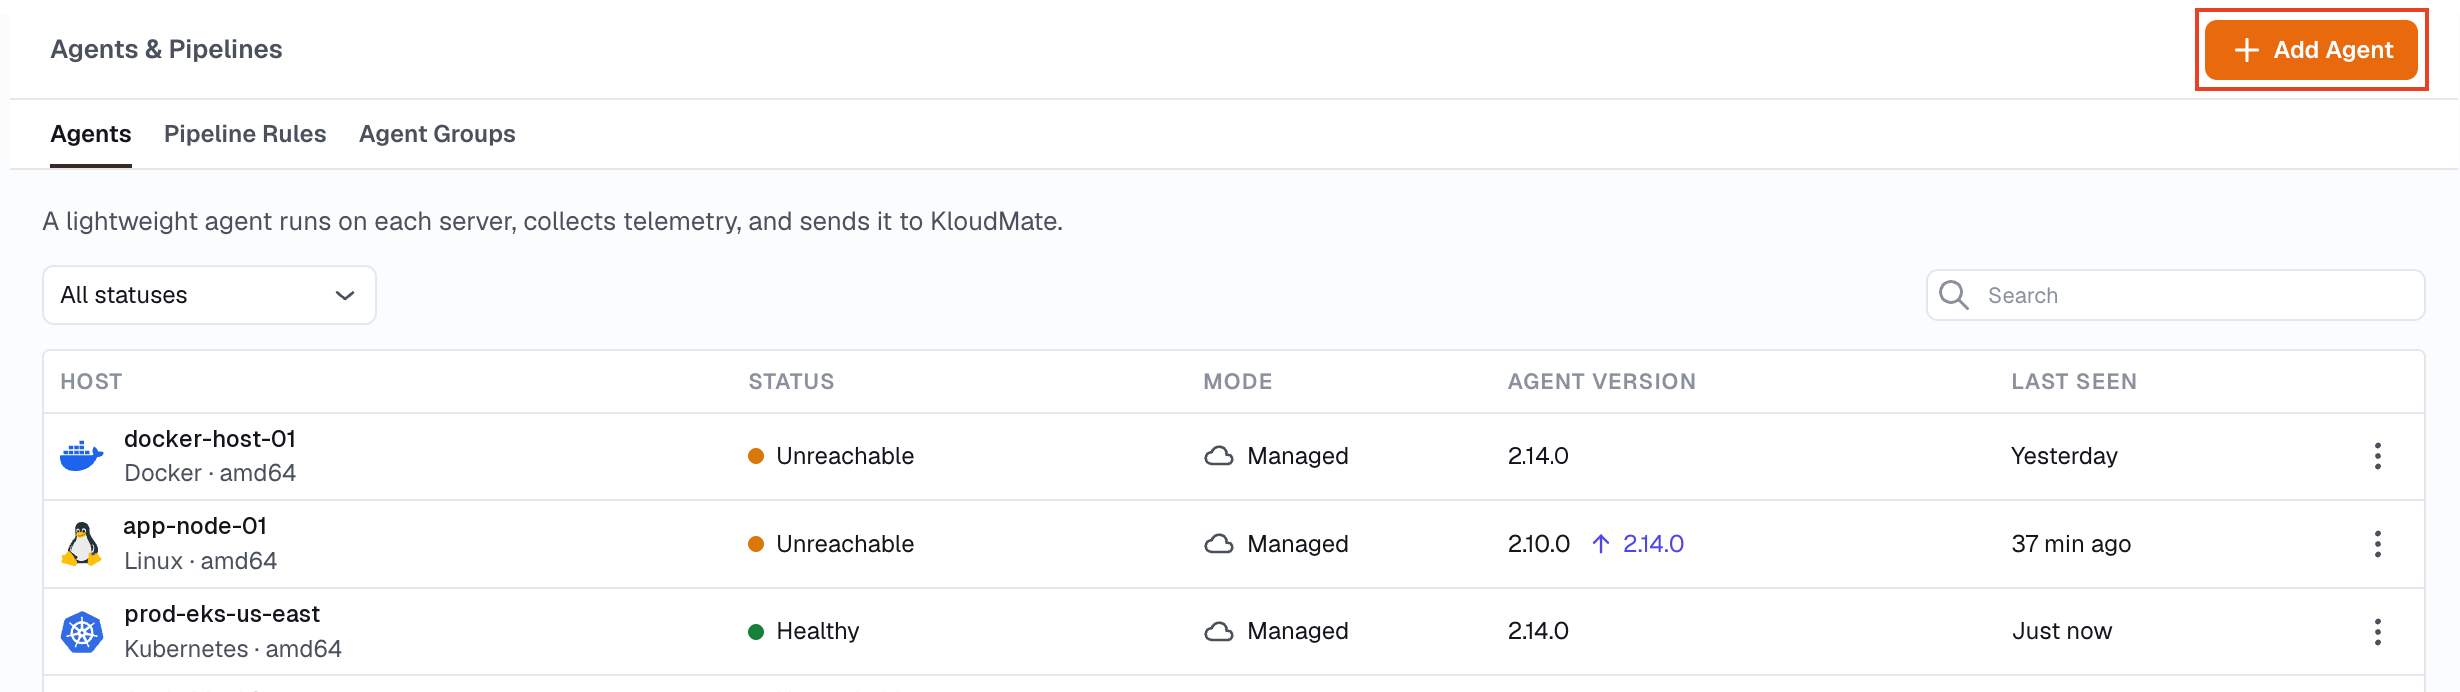 Agents & Pipelines
+ Add Agent
Agents Pipeline Rules Agent Groups
A lightweight agent runs on each server, collects telemetry, and sends it to KloudMate.
All statuses
Search
HOST STATUS MODE AGENT VERSION LAST SEEN
docker-host-01
Docker · amd64
Unreachable Managed 2.14.0 Yesterday
app-node-01
Linux · amd64
Unreachable Managed 2.10.0 ↑ 2.14.0 37 min ago
prod-eks-us-east
Kubernetes · amd64
Healthy Managed 2.14.0 Just now